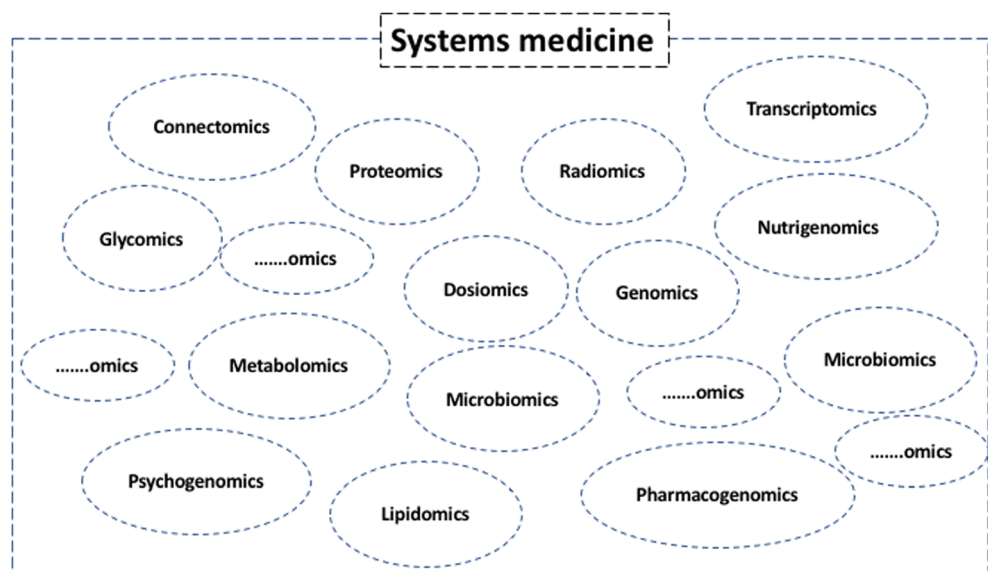 Systems medicine
Connectomics
Transcriptomics
Proteomics
Radiomics
Glycomics
Nutrigenomics
.......omics
Dosiomics
Genomics
.......omics
Metabolomics
Microbiomics
Microbiomics
.......omics
.......omics
Psychogenomics
Pharmacogenomics
Lipidomics